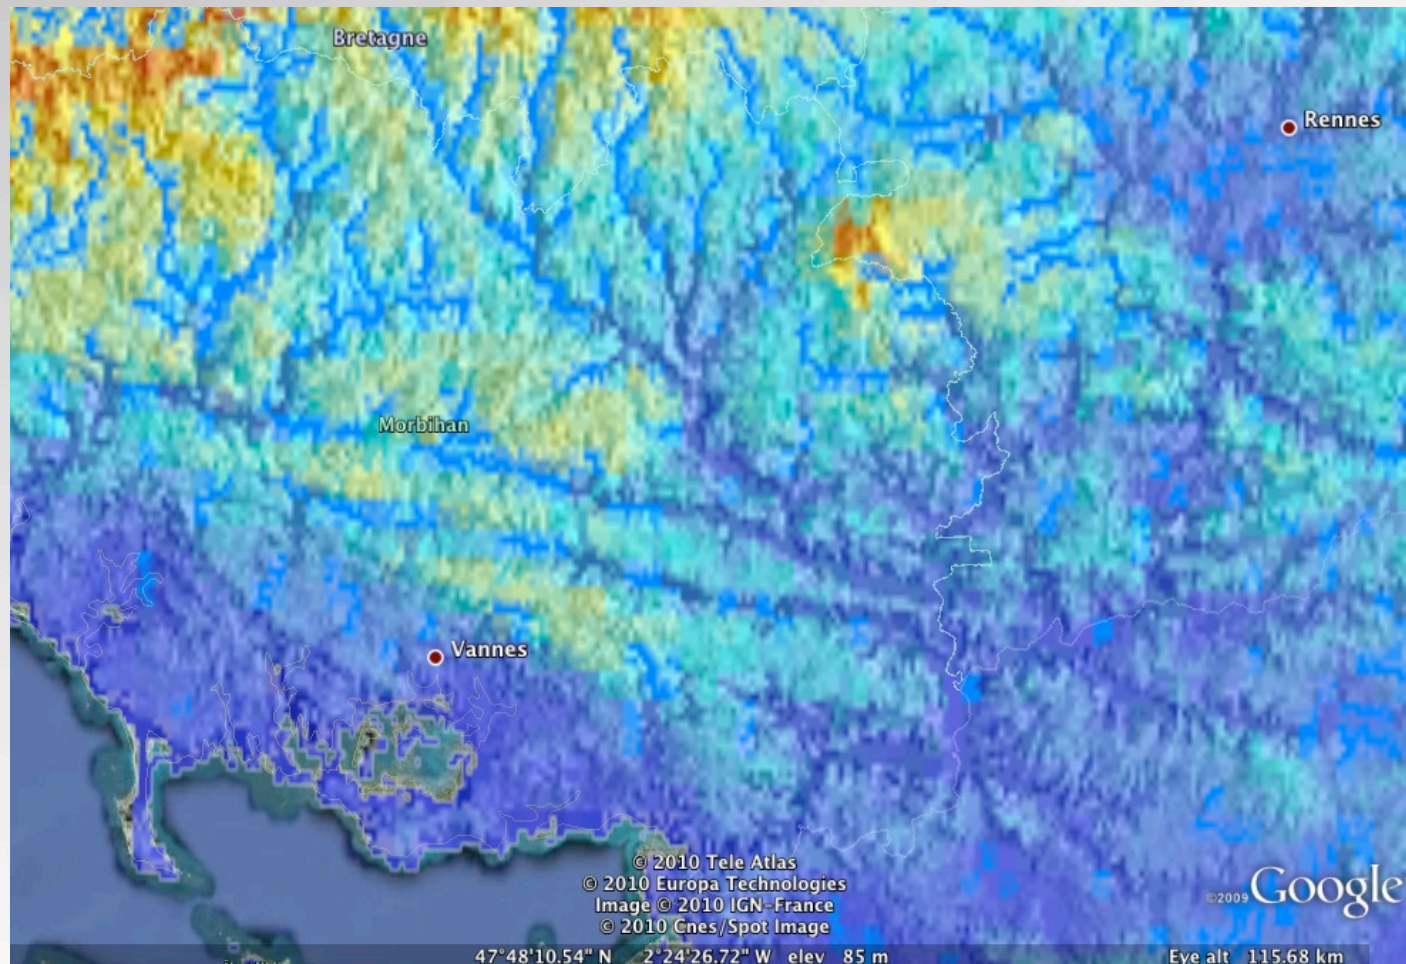 Bretagne
Rennes
Morbihan
Vannes
© 2010 Tele Atlas
© 2010 Europa Technologies
Image © 2010 IGN-France
© 2010 Cnes/Spot Image
©2009 Google
47°48'10.54" N 2°24'26.72" W elev 85 m Eye alt 115.68 km